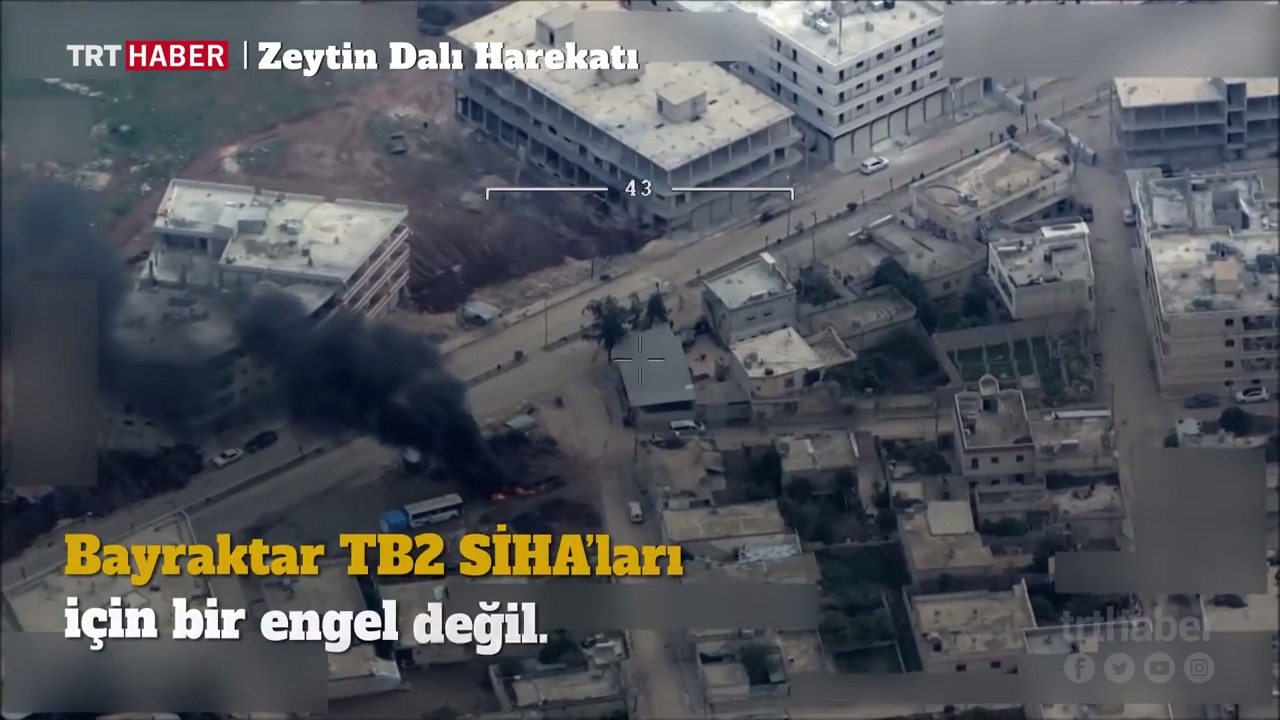 TRT HABER | Zeytin Dalı Harekatı
43
Bayraktar TB2 SİHA’ları
için bir engel değil.
trthaber